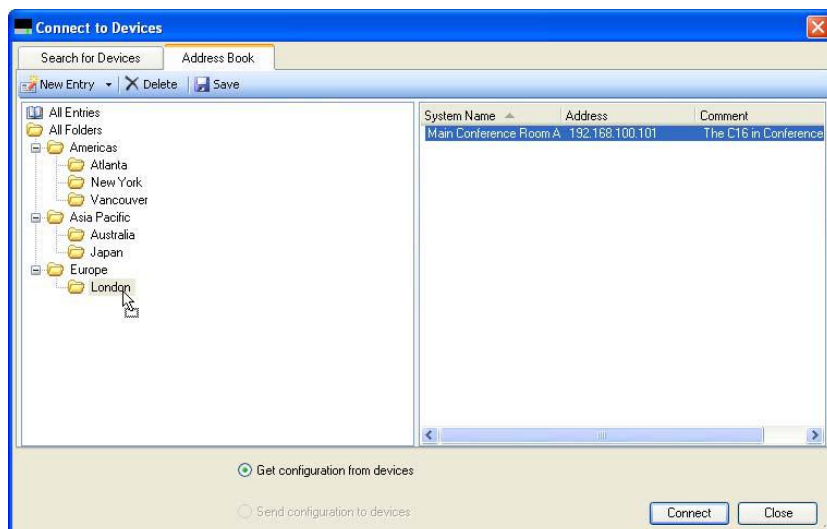 Connect to Devices
Search for Devices Address Book
New Entry Delete Save
All Entries
All Folders
Americas
Atlanta
New York
Vancouver
Asia Pacific
Australia
Japan
Europe
London
System Name Address Comment
Main Conference Room A 192.168.100.101 The C16 in Conference
Get configuration from devices
Send configuration to devices
Connect Close